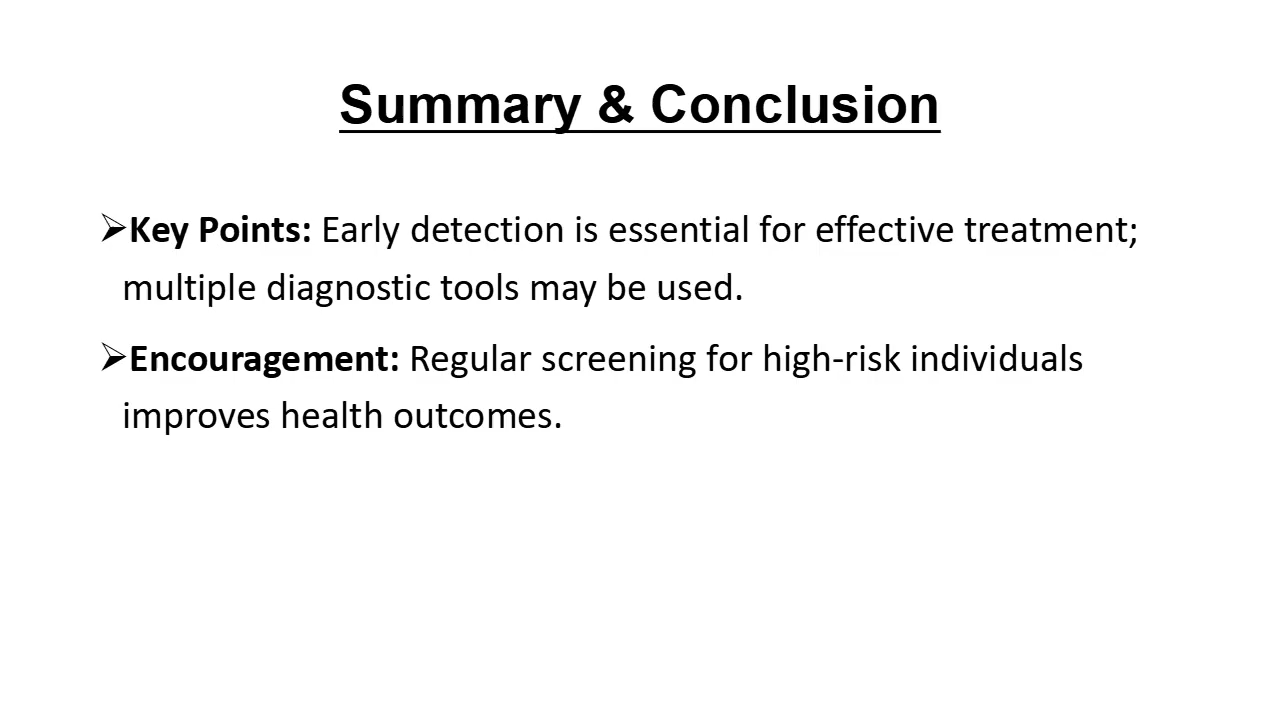 Summary & Conclusion
➢Key Points: Early detection is essential for effective treatment;
multiple diagnostic tools may be used.
➢Encouragement: Regular screening for high-risk individuals
improves health outcomes.